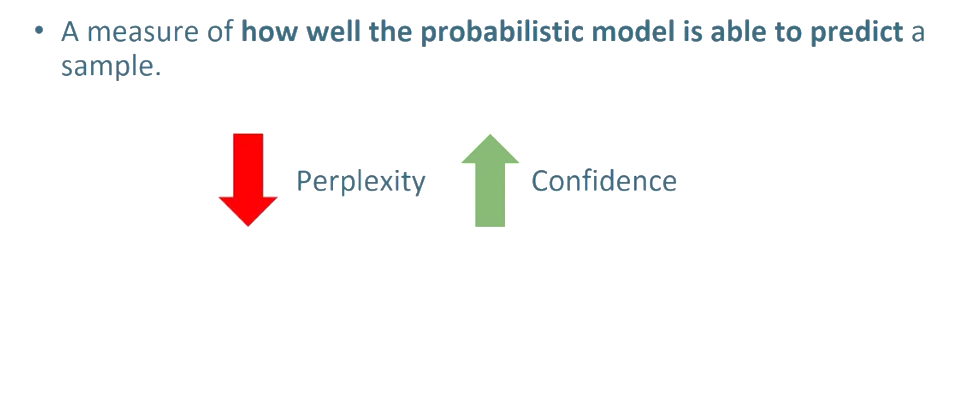 • A measure of how well the probabilistic model is able to predict a
sample.
Perplexity Confidence